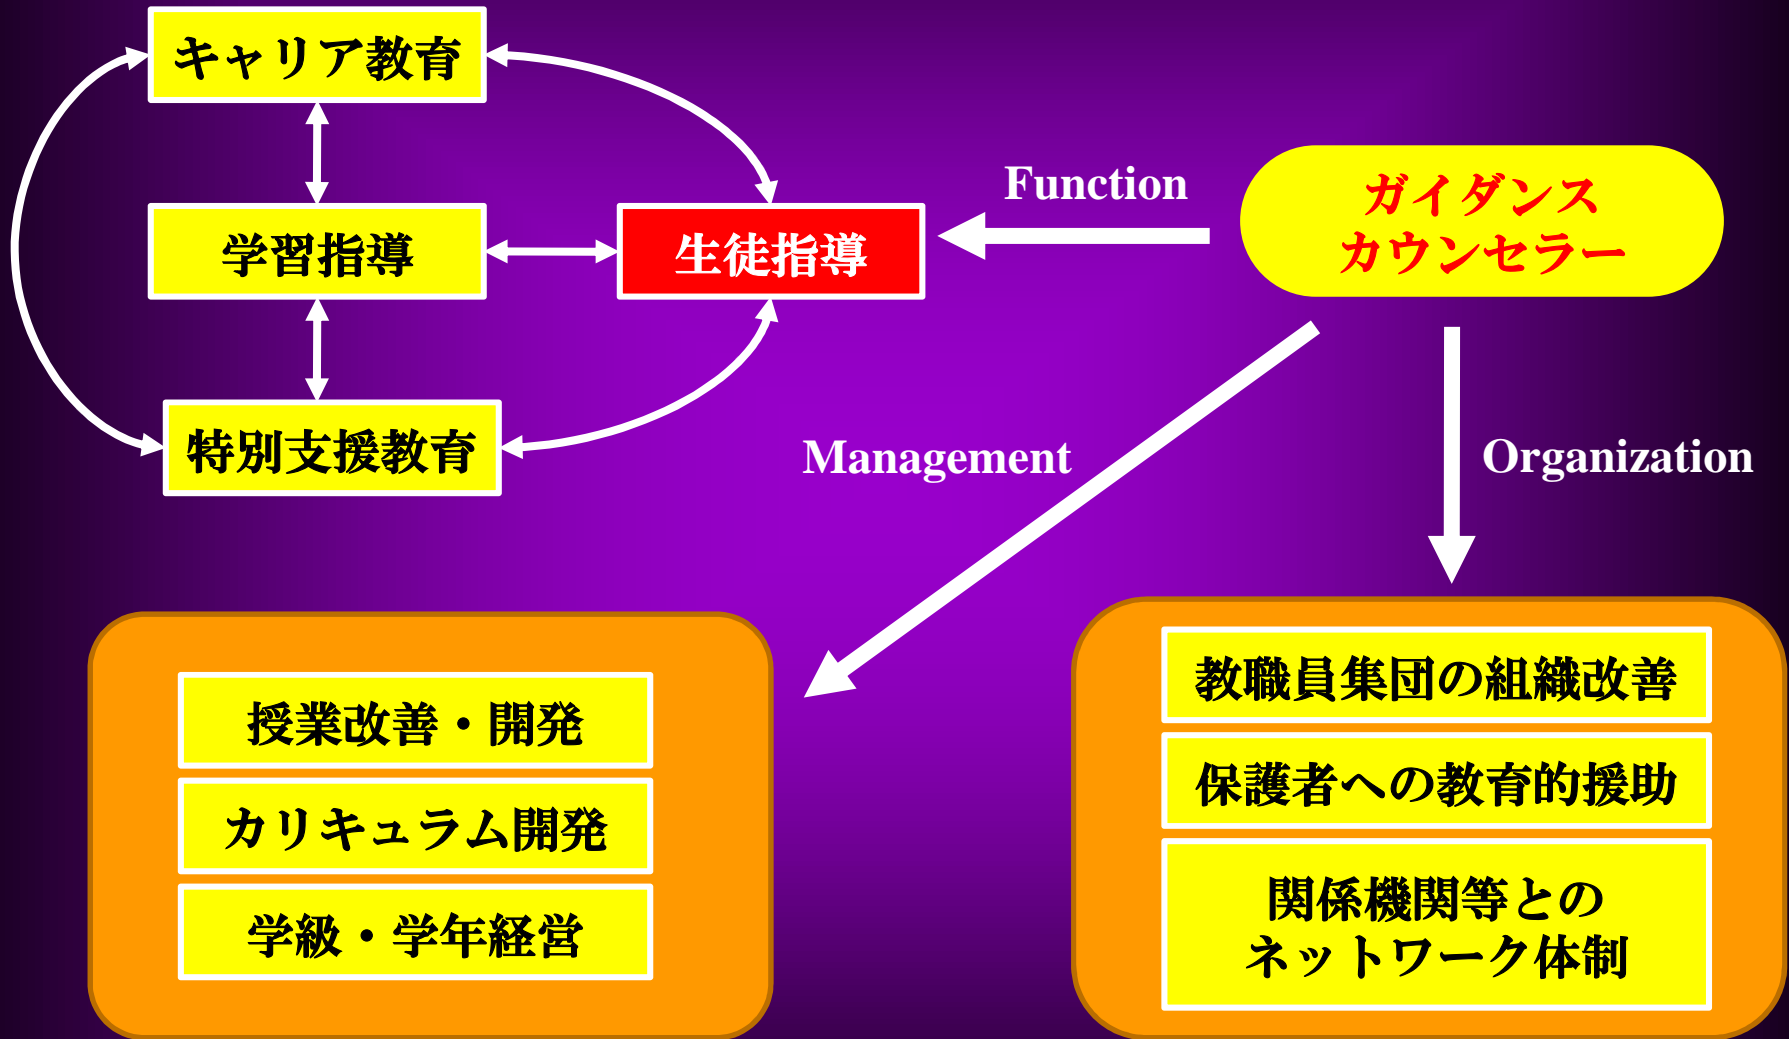 キャリア教育
学習指導
特別支援教育
生徒指導
Function
ガイダンス
カウンセラー
Management
Organization
授業改善・開発
カリキュラム開発
学級・学年経営
教職員集団の組織改善
保護者への教育的援助
関係機関等との
ネットワーク体制